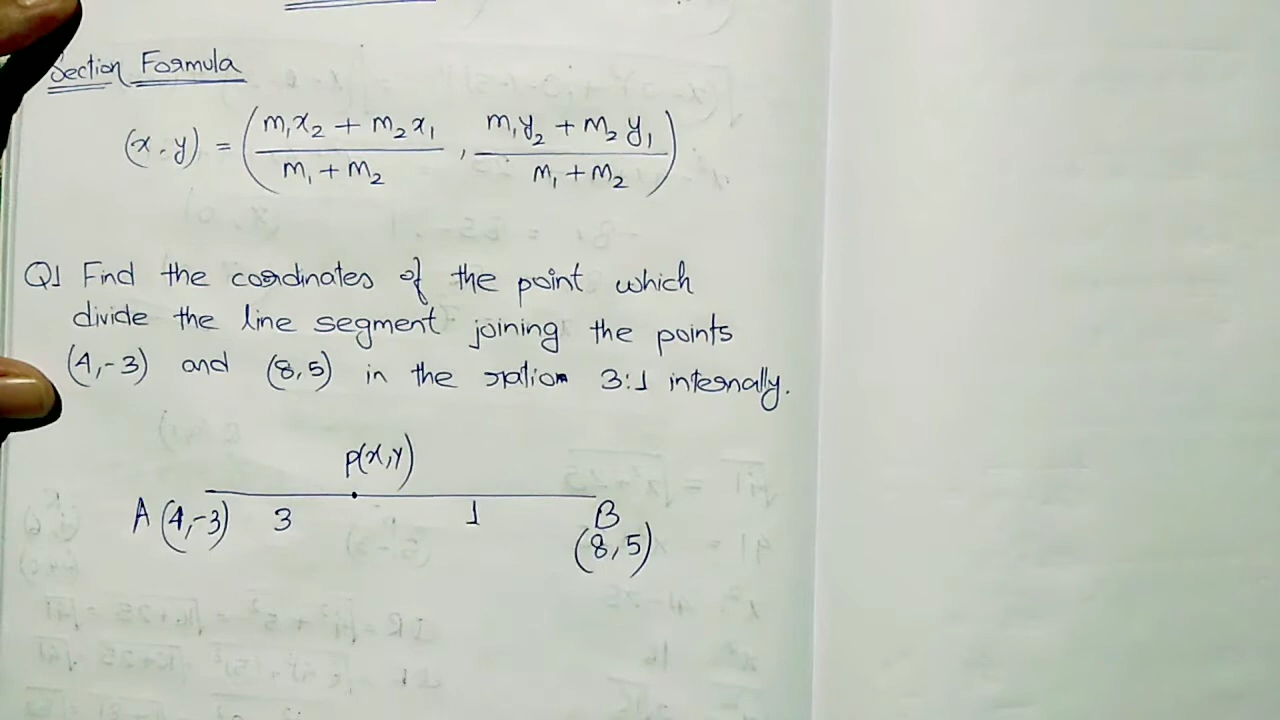 Section Formula
(x, y) = (m₁x₂ + m₂x₁ / m₁ + m₂ , m₁y₂ + m₂y₁ / m₁ + m₂)
Q1 Find the cordinates of the point which
divide the line segment joining the points
(4,-3) and (8,5) in the ratio 3:1 internally.
P(x,y)
A (4,-3) 3 1 B
(8,5)